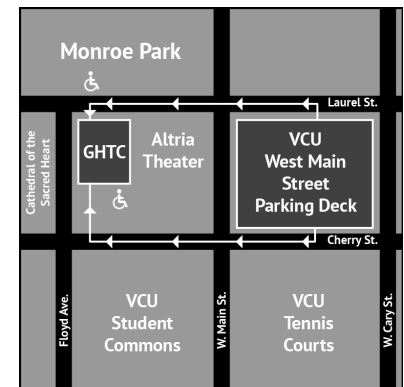 Monroe Park
Laurel St.
Cathedral of the
Sacred Heart
GHTC
Altria
Theater
VCU
West Main
Street
Parking Deck
Cherry St.
Floyd Ave.
VCU
Student
Commons
W. Main St.
VCU
Tennis
Courts
W. Cary St.